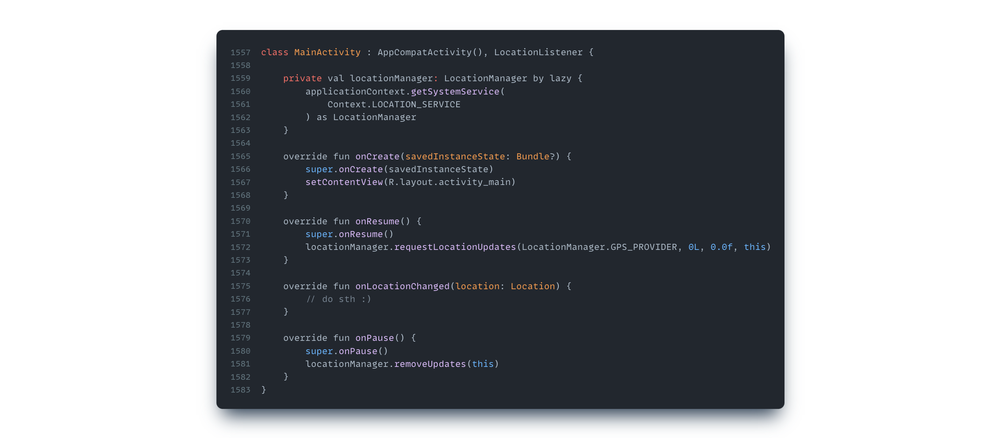 1557 class MainActivity : AppCompatActivity(), LocationListener {
1558
1559     private val locationManager: LocationManager by lazy {
1560         applicationContext.getSystemService(
1561             Context.LOCATION_SERVICE
1562         ) as LocationManager
1563     }
1564
1565     override fun onCreate(savedInstanceState: Bundle?) {
1566         super.onCreate(savedInstanceState)
1567         setContentView(R.layout.activity_main)
1568     }
1569
1570     override fun onResume() {
1571         super.onResume()
1572         locationManager.requestLocationUpdates(LocationManager.GPS_PROVIDER, 0L, 0.0f, this)
1573     }
1574
1575     override fun onLocationChanged(location: Location) {
1576         // do sth :)
1577     }
1578
1579     override fun onPause() {
1580         super.onPause()
1581         locationManager.removeUpdates(this)
1582     }
1583 }